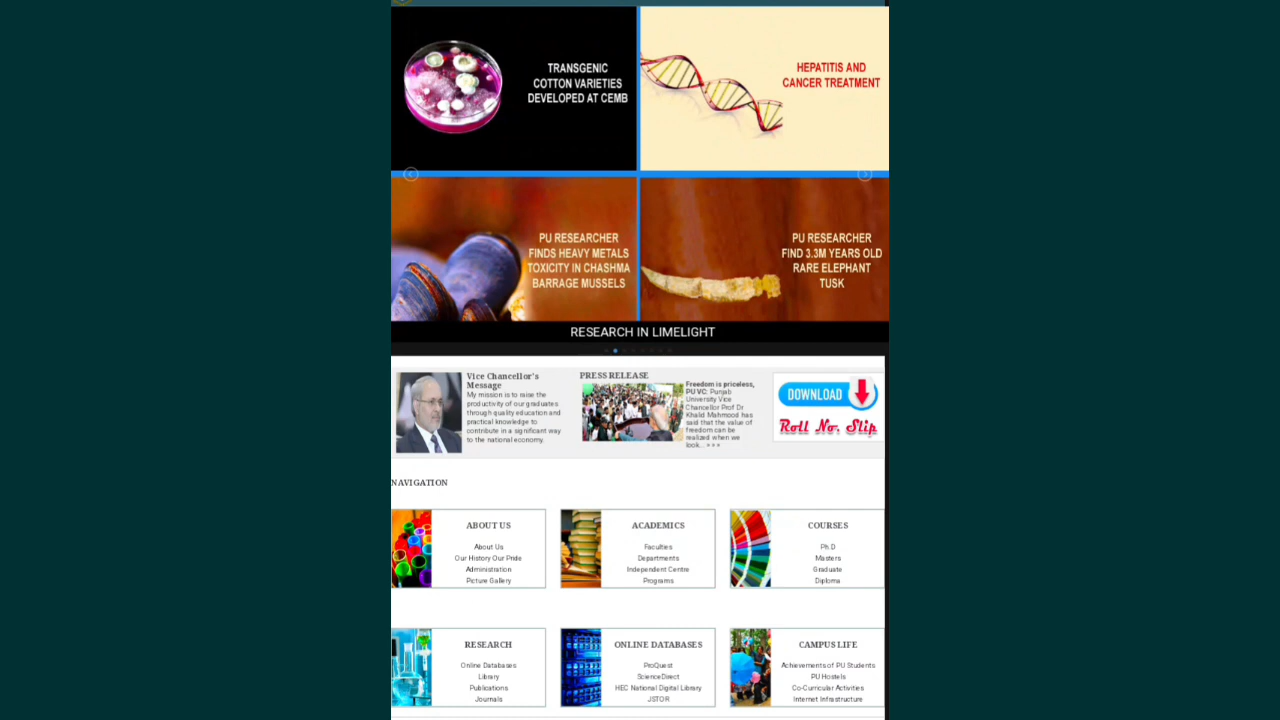 TRANSGENIC
COTTON VARIETIES
DEVELOPED AT CEMB
HEPATITIS AND
CANCER TREATMENT
PU RESEARCHER
FINDS HEAVY METALS
TOXICITY IN CHASHMA
BARRAGE MUSSELS
PU RESEARCHER
FIND 3.3M YEARS OLD
RARE ELEPHANT
TUSK
RESEARCH IN LIMELIGHT
Vice Chancellor's
Message
My mission is to raise the
productivity of our graduates
through quality education and
practical knowledge to
contribute in a significant way
to the national economy.
PRESS RELEASE
Freedom is priceless,
PU VC: Punjab
University Vice
Chancellor Prof Dr
Khalid Mahmood has
said that the value of
freedom can be
realized when we
look... » » »
DOWNLOAD
Roll No. Slip
NAVIGATION
ABOUT US
About Us
Our History Our Pride
Administration
Picture Gallery
ACADEMICS
Faculties
Departments
Independent Centre
Programs
COURSES
Ph.D
Masters
Graduate
Diploma
RESEARCH
Online Databases
Library
Publications
Journals
ONLINE DATABASES
ProQuest
ScienceDirect
HEC National Digital Library
JSTOR
CAMPUS LIFE
Achievements of PU Students
PU Hostels
Co-Curricular Activities
Internet Infrastructure